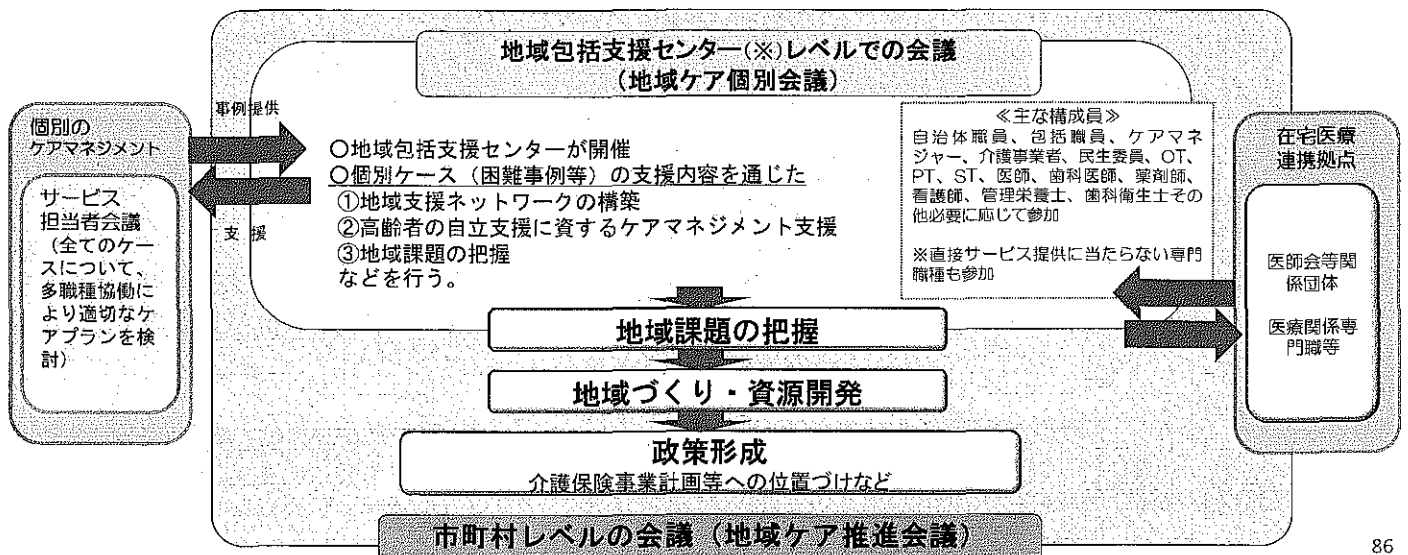 地域包括支援センター(※)レベルでの会議
(地域ケア個別会議)
事例提供
支 援
個別の
ケアマネジメント
サービス
担当者会議
(全てのケー
スについて、
多職種協働に
より適切なケ
アプランを検
討)
〇地域包括支援センターが開催
〇個別ケース(困難事例等)の支援内容を通じた
①地域支援ネットワークの構築
②高齢者の自立支援に資するケアマネジメント支援
③地域課題の把握
などを行う。
≪主な構成員≫
自治体職員、包括職員、ケアマネ
ジャー、介護事業者、民生委員、OT、
PT、ST、医師、歯科医師、薬剤師、
看護師、管理栄養士、歯科衛生士その
他必要に応じて参加
※直接サービス提供に当たらない専門
職種も参加
在宅医療
連携拠点
医師会等関
係団体
医療関係専
門職等
地域課題の把握
地域づくり・資源開発
政策形成
介護保険事業計画等への位置づけなど
市町村レベルの会議(地域ケア推進会議)
86